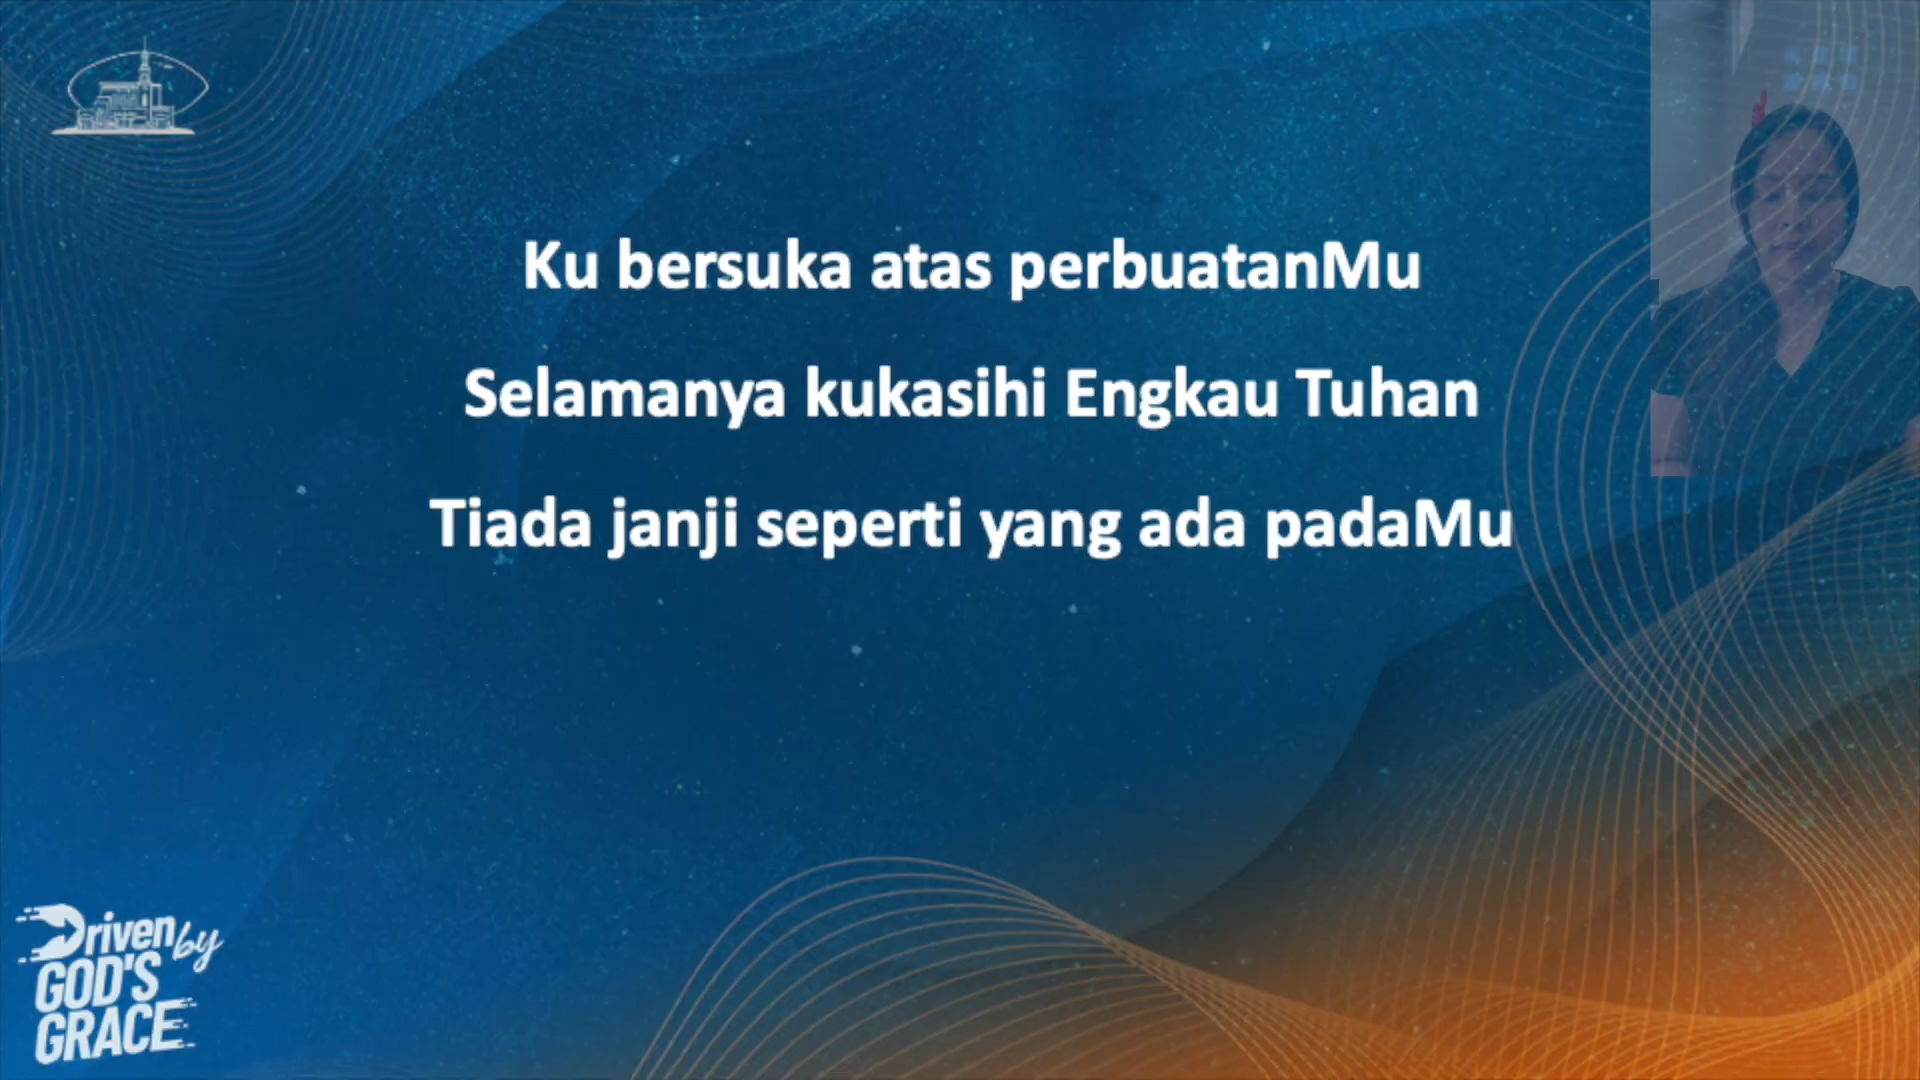 Ku bersuka atas perbuatanMu
Selamanya kukasihi Engkau Tuhan
Tiada janji seperti yang ada padaMu
Driven by
GOD'S
GRACE